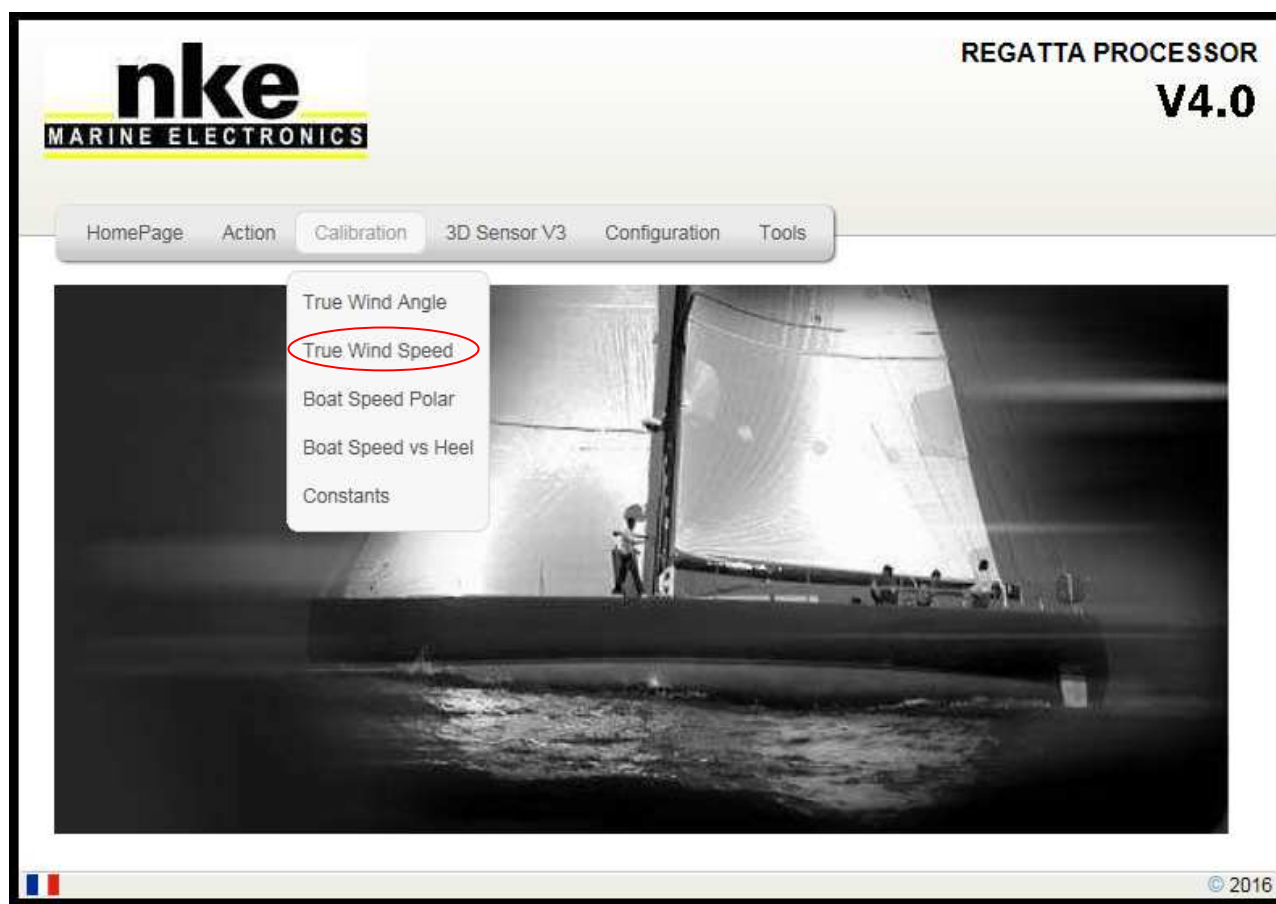 nke
MARINE ELECTRONICS
REGATTA PROCESSOR
V4.0
HomePage Action Calibration 3D Sensor V3 Configuration Tools
True Wind Angle
True Wind Speed
Boat Speed Polar
Boat Speed vs Heel
Constants
© 2016